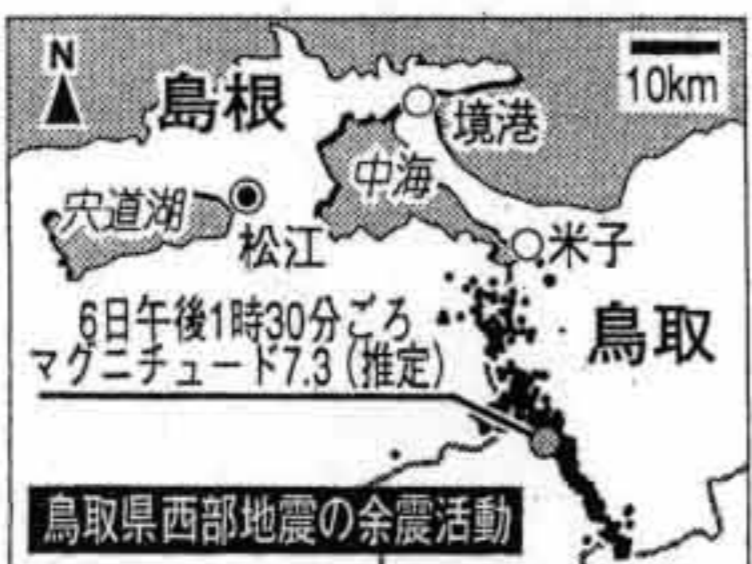 N
島根
10km
境港
中海
宍道湖
松江
米子
6日午後1時30分ごろ
マグニチュード7.3(推定)
鳥取
鳥取県西部地震の余震活動